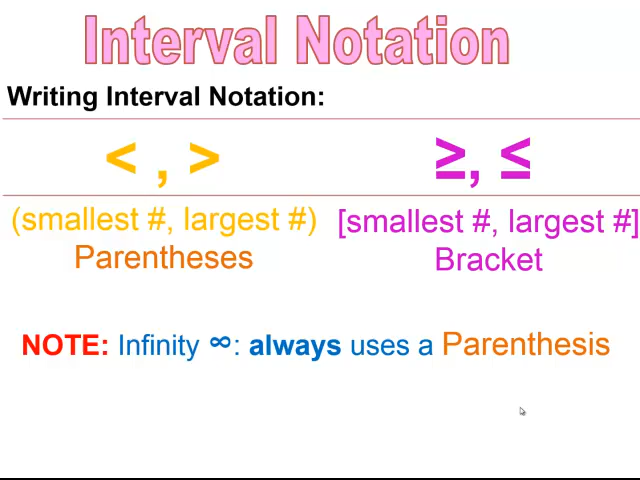 Interval Notation
Writing Interval Notation:
< , > ≥, ≤
(smallest #, largest #) [smallest #, largest #]
Parentheses Bracket
NOTE: Infinity ∞: always uses a Parenthesis